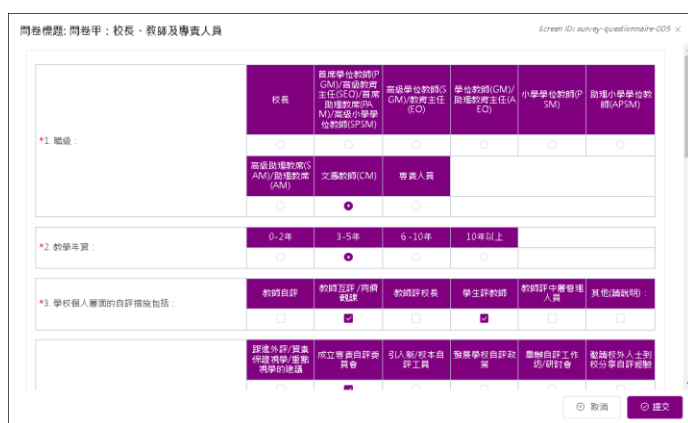 問卷標題: 問卷甲：校長、教師及專責人員
Screen ID: survey-questionnaire-005 ×
*1. 職級 :
校長
首席學位教師(P
GM)/高級教育
主任(SEO)/首席
助理教席(PA
M)/高級小學學
位教師(SPSM)
高級學位教師(S
GM)/教育主任
(EO)
學位教師(GM)/
助理教育主任(A
EO)
小學學位教師(P
SM)
助理小學學位教
師(APSM)
高級助理教席(S
AM)/助理教席
(AM)
文憑教師(CM)
專責人員
*2. 教學年資 :
0-2年
3-5年
6 -10年
10年以上
*3. 學校個人層面的自評措施包括 :
教師自評
教師互評 /同儕
觀課
教師評校長
學生評教師
教師評中層管理
人員
其他(請說明) :
跟進外評/質素
保證視學/重點
視學的建議
成立專責自評委
員會
引入新/校本自
評工具
發展學校自評政
策
舉辦自評工作
坊/研討會
邀請校外人士到
校分享自評經驗
取消
提交